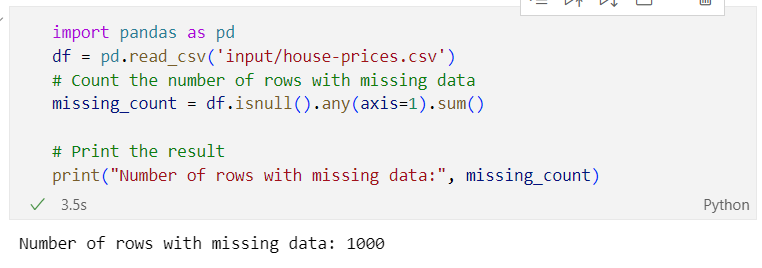 import pandas as pd
df = pd.read_csv('input/house-prices.csv')
# Count the number of rows with missing data
missing_count = df.isnull().any(axis=1).sum()
# Print the result
print("Number of rows with missing data:", missing_count)
3.5s
Python
Number of rows with missing data: 1000